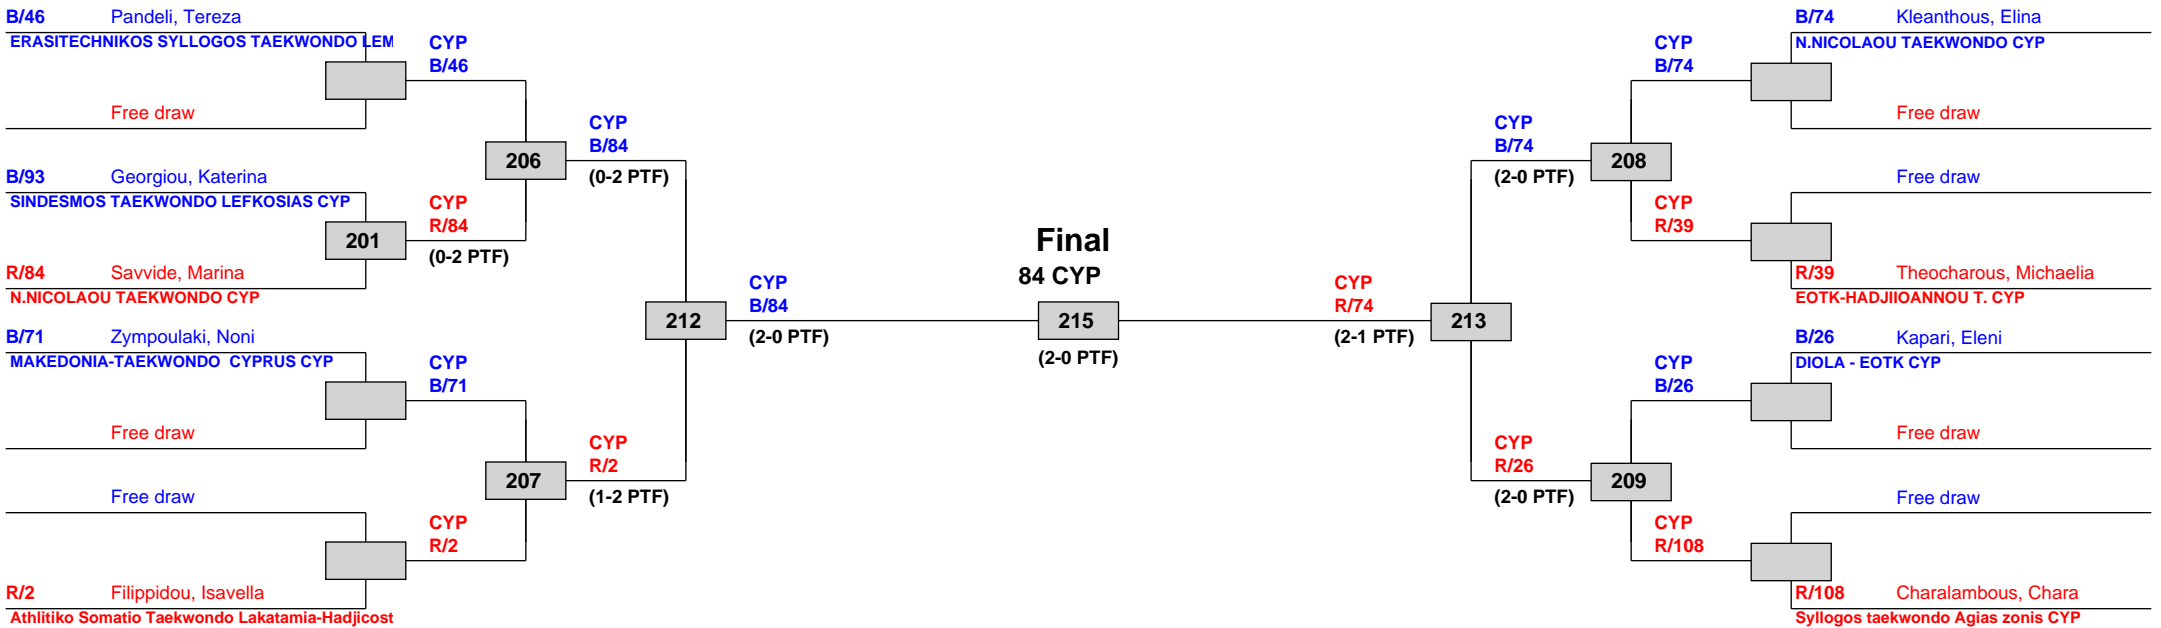 B/46 Pandeli, Tereza
ERASITECHNIKOS SYLLOGOS TAEKWONDO LEM
Free draw
B/93 Georgiou, Katerina
SINDESMOS TAEKWONDO LEFKOSIAS CYP
201
R/84 Savvide, Marina
N.NICOLAOU TAEKWONDO CYP
B/71 Zympoulaki, Noni
MAKEDONIA-TAEKWONDO  CYPRUS CYP
Free draw
Free draw
R/2 Filippidou, Isavella
Athlitiko Somatio Taekwondo Lakatamia-Hadjicost
CYP
B/46
206
CYP
R/84
(0-2 PTF)
CYP
B/71
207
CYP
R/2
CYP
B/84
(0-2 PTF)
212
CYP
R/2
(1-2 PTF)
CYP
B/84
(2-0 PTF)
Final
84 CYP
215
(2-0 PTF)
CYP
R/74
(2-1 PTF)
213
CYP
B/74
(2-0 PTF)
CYP
R/26
(2-0 PTF)
CYP
B/74
208
CYP
R/39
CYP
B/26
209
CYP
R/108
B/74 Kleanthous, Elina
N.NICOLAOU TAEKWONDO CYP
Free draw
Free draw
R/39 Theocharous, Michaelia
EOTK-HADJIIOANNOU T. CYP
B/26 Kapari, Eleni
DIOLA - EOTK CYP
Free draw
Free draw
R/108 Charalambous, Chara
Syllogos taekwondo Agias zonis CYP